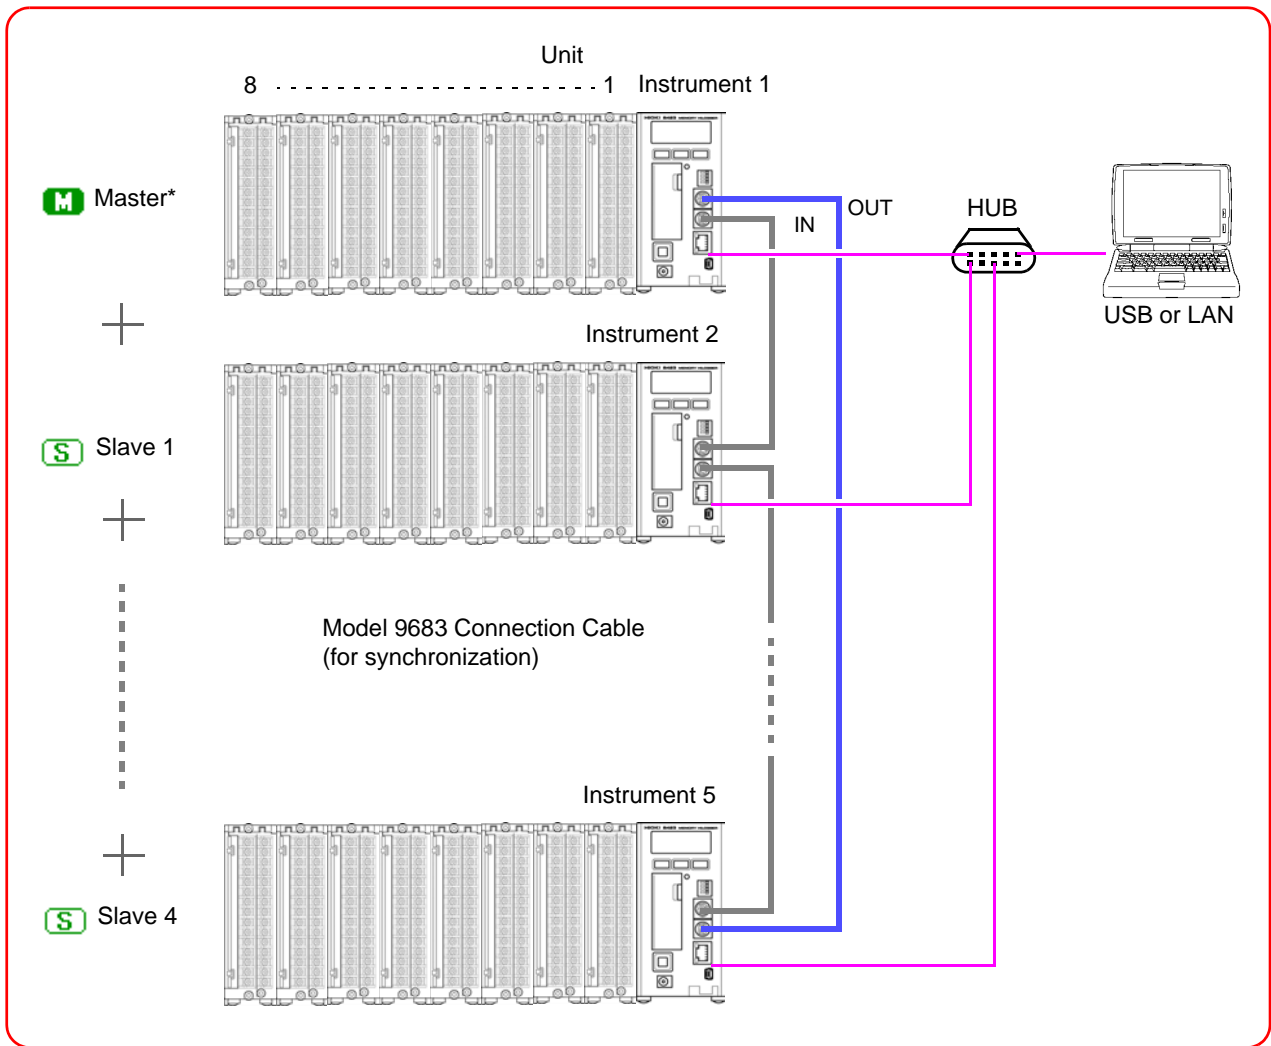 Unit
8 1 Instrument 1
M Master*
OUT
IN
HUB
USB or LAN
Instrument 2
S Slave 1
Model 9683 Connection Cable
(for synchronization)
Instrument 5
S Slave 4